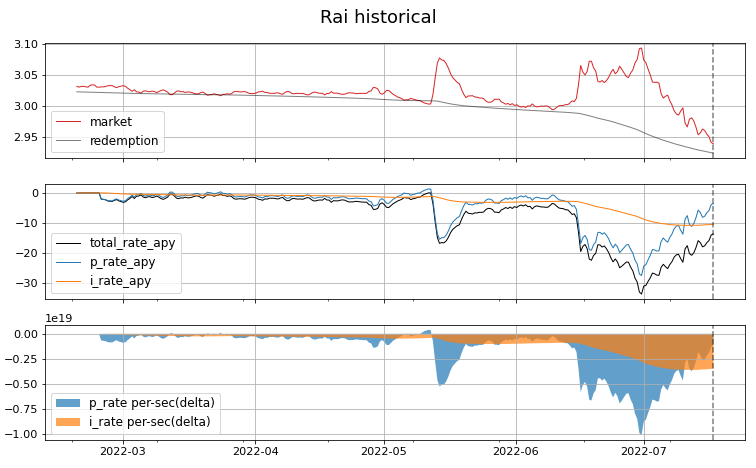 Rai historical
3.10
3.05
3.00
2.95
market
redemption
0
−10
−20
−30
total_rate_apy
p_rate_apy
i_rate_apy
1e19
0.00
−0.25
−0.50
−0.75
−1.00
p_rate per-sec(delta)
i_rate per-sec(delta)
2022-03 2022-04 2022-05 2022-06 2022-07